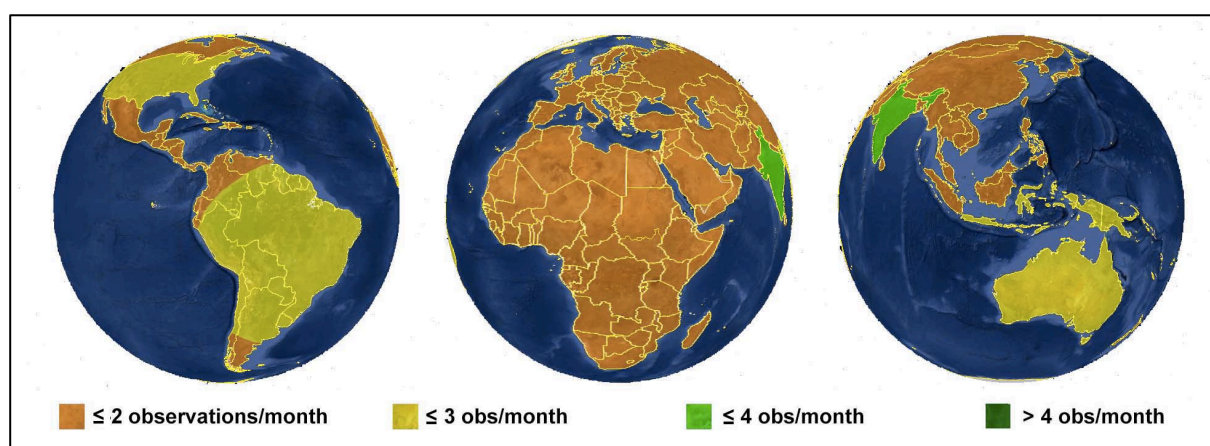 ≤ 2 observations/month ≤ 3 obs/month ≤ 4 obs/month > 4 obs/month